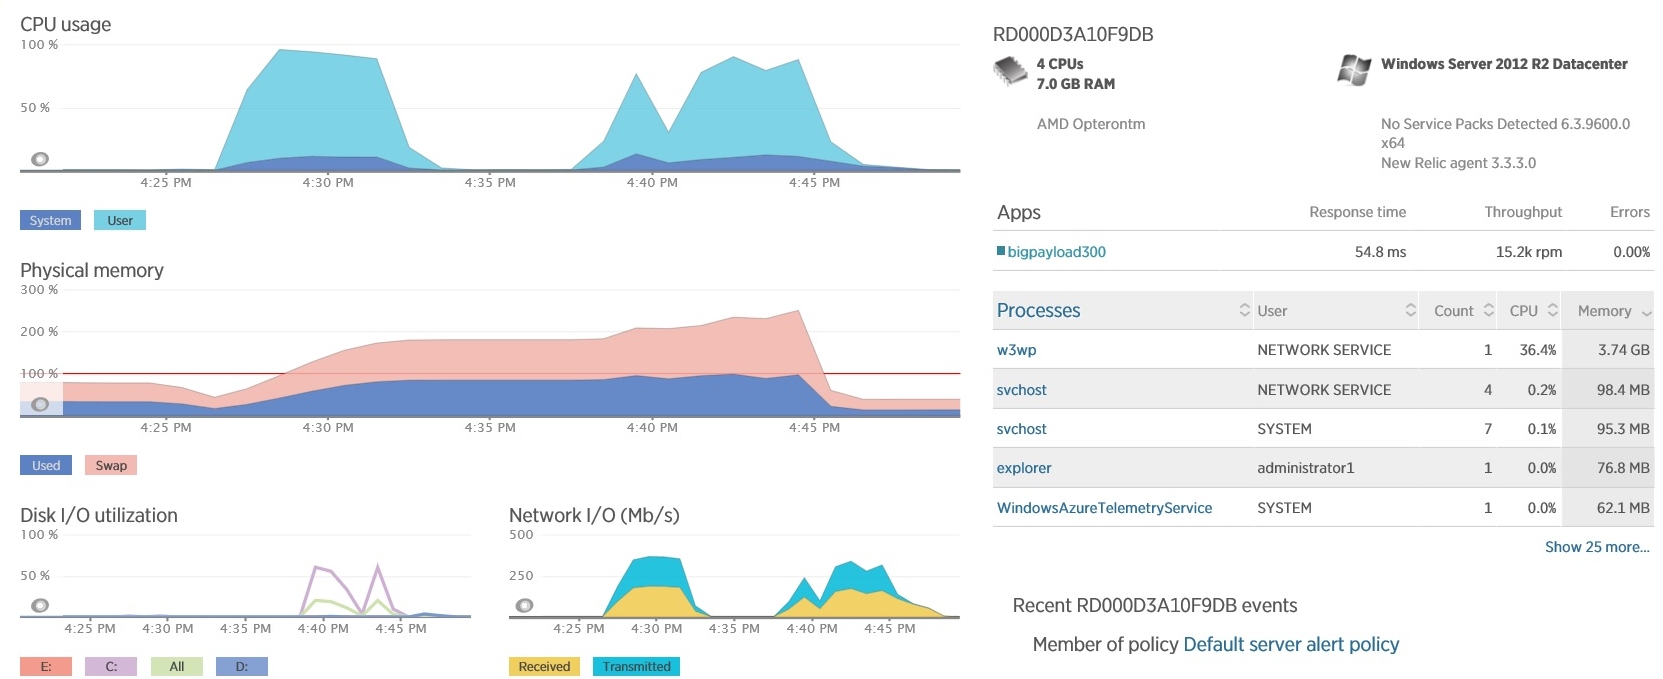 CPU usage
100 %
50 %
4:25 PM 4:30 PM 4:35 PM 4:40 PM 4:45 PM
System User
Physical memory
300 %
200 %
100 %
4:25 PM 4:30 PM 4:35 PM 4:40 PM 4:45 PM
Used Swap
Disk I/O utilization
100 %
50 %
4:25 PM 4:30 PM 4:35 PM 4:40 PM 4:45 PM
E: C: All D:
Network I/O (Mb/s)
500
250
4:25 PM 4:30 PM 4:35 PM 4:40 PM 4:45 PM
Received Transmitted
RD000D3A10F9DB
4 CPUs
7.0 GB RAM
AMD Opterontm
Windows Server 2012 R2 Datacenter
No Service Packs Detected 6.3.9600.0
x64
New Relic agent 3.3.3.0
Apps Response time Throughput Errors
bigpayload300 54.8 ms 15.2k rpm 0.00%
Processes User Count CPU Memory
w3wp NETWORK SERVICE 1 36.4% 3.74 GB
svchost NETWORK SERVICE 4 0.2% 98.4 MB
svchost SYSTEM 7 0.1% 95.3 MB
explorer administrator1 1 0.0% 76.8 MB
WindowsAzureTelemetryService SYSTEM 1 0.0% 62.1 MB
Show 25 more...
Recent RD000D3A10F9DB events
Member of policy Default server alert policy